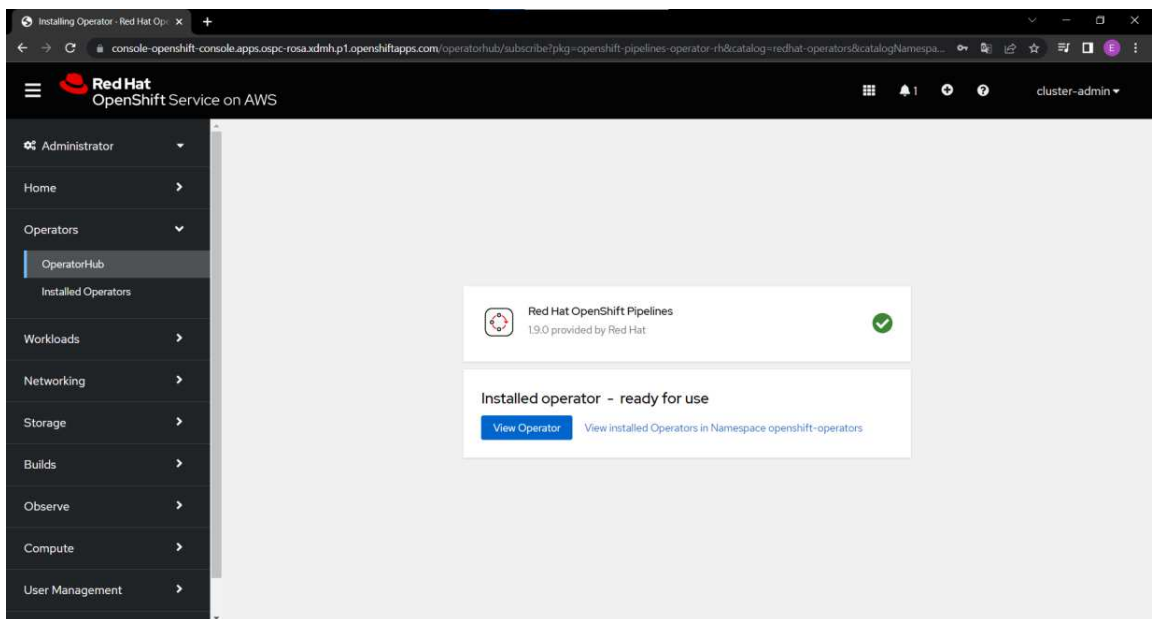 Installing Operator - Red Hat Ope
console-openshift-console.apps.ospc-rosa.xdmh.p1.openshiftapps.com/operatorhub/subscribe?pkg=openshift-pipelines-operator-rh&catalog=redhat-operators&catalogNamespa...
E
Red Hat
OpenShift Service on AWS
1
cluster-admin
Administrator
Home
Operators
OperatorHub
Installed Operators
Workloads
Networking
Storage
Builds
Observe
Compute
User Management
Red Hat OpenShift Pipelines
1.9.0 provided by Red Hat
Installed operator - ready for use
View Operator View installed Operators in Namespace openshift-operators